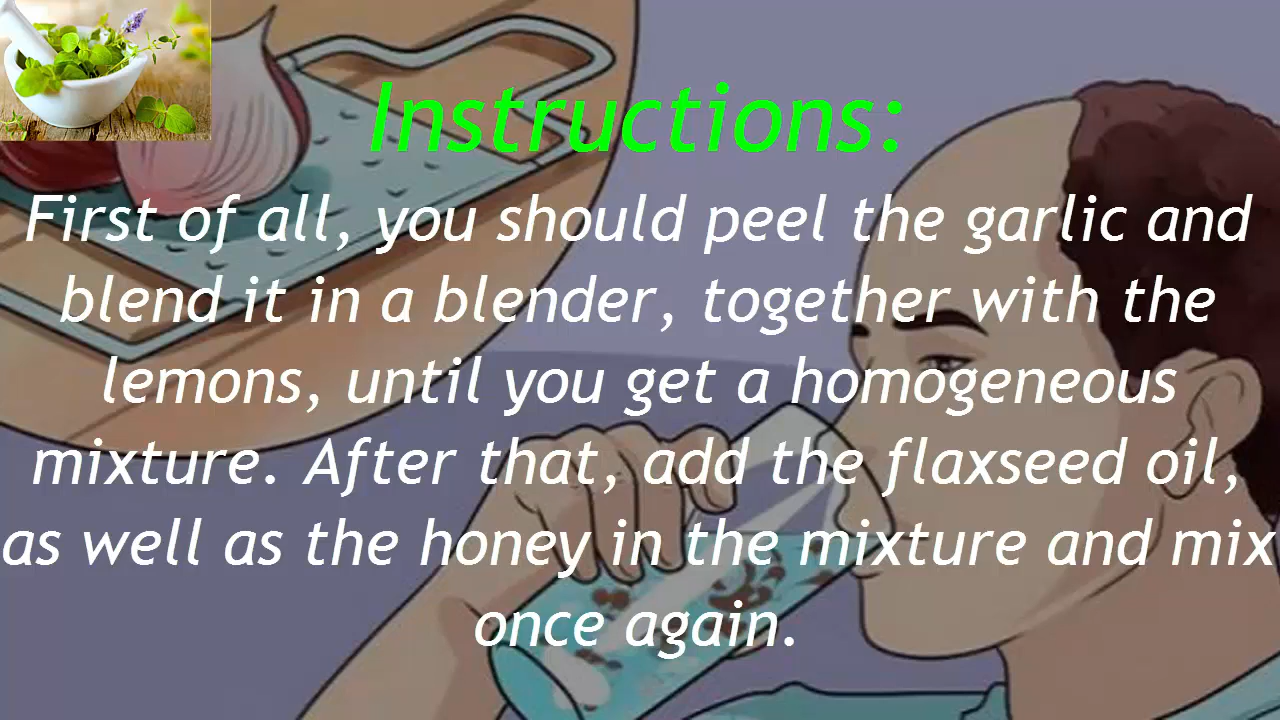 Instructions:
First of all, you should peel the garlic and
blend it in a blender, together with the
lemons, until you get a homogeneous
mixture. After that, add the flaxseed oil,
as well as the honey in the mixture and mix
once again.